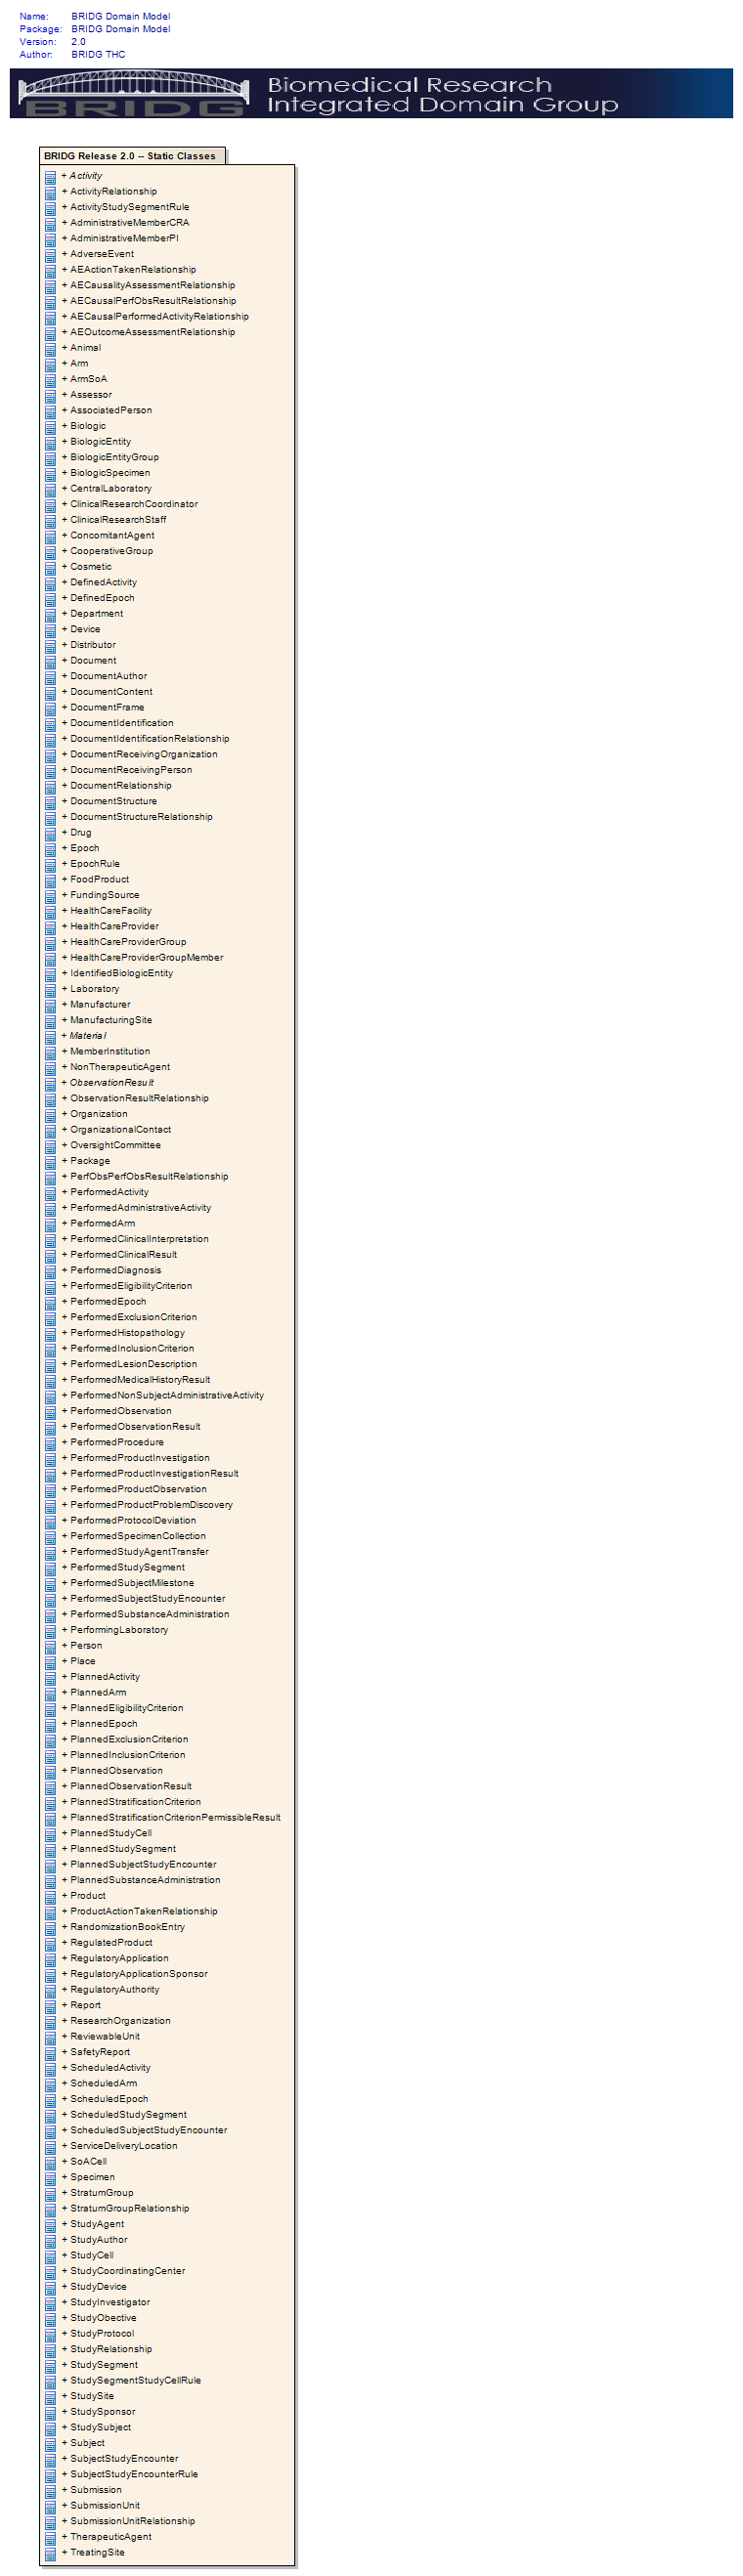 Name: BRIDG Domain Model
Package: BRIDG Domain Model
Version: 2.0
Author: BRIDG THC
BRIDG
Biomedical Research
Integrated Domain Group
BRIDG Release 2.0 -- Static Classes
+ Activity
+ ActivityRelationship
+ ActivityStudySegmentRule
+ AdministrativeMemberCRA
+ AdministrativeMemberPI
+ AdverseEvent
+ AEActionTakenRelationship
+ AECausalityAssessmentRelationship
+ AECausalPerfObsResultRelationship
+ AECausalPerformedActivityRelationship
+ AEOutcomeAssessmentRelationship
+ Animal
+ Arm
+ ArmSoA
+ Assessor
+ AssociatedPerson
+ Biologic
+ BiologicEntity
+ BiologicEntityGroup
+ BiologicSpecimen
+ CentralLaboratory
+ ClinicalResearchCoordinator
+ ClinicalResearchStaff
+ ConcomitantAgent
+ CooperativeGroup
+ Cosmetic
+ DefinedActivity
+ DefinedEpoch
+ Department
+ Device
+ Distributor
+ Document
+ DocumentAuthor
+ DocumentContent
+ DocumentFrame
+ DocumentIdentification
+ DocumentIdentificationRelationship
+ DocumentReceivingOrganization
+ DocumentReceivingPerson
+ DocumentRelationship
+ DocumentStructure
+ DocumentStructureRelationship
+ Drug
+ Epoch
+ EpochRule
+ FoodProduct
+ FundingSource
+ HealthCareFacility
+ HealthCareProvider
+ HealthCareProviderGroup
+ HealthCareProviderGroupMember
+ IdentifiedBiologicEntity
+ Laboratory
+ Manufacturer
+ ManufacturingSite
+ Material
+ MemberInstitution
+ NonTherapeuticAgent
+ ObservationResult
+ ObservationResultRelationship
+ Organization
+ OrganizationalContact
+ OversightCommittee
+ Package
+ PerfObsPerfObsResultRelationship
+ PerformedActivity
+ PerformedAdministrativeActivity
+ PerformedArm
+ PerformedClinicalInterpretation
+ PerformedClinicalResult
+ PerformedDiagnosis
+ PerformedEligibilityCriterion
+ PerformedEpoch
+ PerformedExclusionCriterion
+ PerformedHistopathology
+ PerformedInclusionCriterion
+ PerformedLesionDescription
+ PerformedMedicalHistoryResult
+ PerformedNonSubjectAdministrativeActivity
+ PerformedObservation
+ PerformedObservationResult
+ PerformedProcedure
+ PerformedProductInvestigation
+ PerformedProductInvestigationResult
+ PerformedProductObservation
+ PerformedProductProblemDiscovery
+ PerformedProtocolDeviation
+ PerformedSpecimenCollection
+ PerformedStudyAgentTransfer
+ PerformedStudySegment
+ PerformedSubjectMilestone
+ PerformedSubjectStudyEncounter
+ PerformedSubstanceAdministration
+ PerformingLaboratory
+ Person
+ Place
+ PlannedActivity
+ PlannedArm
+ PlannedEligibilityCriterion
+ PlannedEpoch
+ PlannedExclusionCriterion
+ PlannedInclusionCriterion
+ PlannedObservation
+ PlannedObservationResult
+ PlannedStratificationCriterion
+ PlannedStratificationCriterionPermissibleResult
+ PlannedStudyCell
+ PlannedStudySegment
+ PlannedSubjectStudyEncounter
+ PlannedSubstanceAdministration
+ Product
+ ProductActionTakenRelationship
+ RandomizationBookEntry
+ RegulatedProduct
+ RegulatoryApplication
+ RegulatoryApplicationSponsor
+ RegulatoryAuthority
+ Report
+ ResearchOrganization
+ ReviewableUnit
+ SafetyReport
+ ScheduledActivity
+ ScheduledArm
+ ScheduledEpoch
+ ScheduledStudySegment
+ ScheduledSubjectStudyEncounter
+ ServiceDeliveryLocation
+ SoACell
+ Specimen
+ StratumGroup
+ StratumGroupRelationship
+ StudyAgent
+ StudyAuthor
+ StudyCell
+ StudyCoordinatingCenter
+ StudyDevice
+ StudyInvestigator
+ StudyObective
+ StudyProtocol
+ StudyRelationship
+ StudySegment
+ StudySegmentStudyCellRule
+ StudySite
+ StudySponsor
+ StudySubject
+ Subject
+ SubjectStudyEncounter
+ SubjectStudyEncounterRule
+ Submission
+ SubmissionUnit
+ SubmissionUnitRelationship
+ TherapeuticAgent
+ TreatingSite